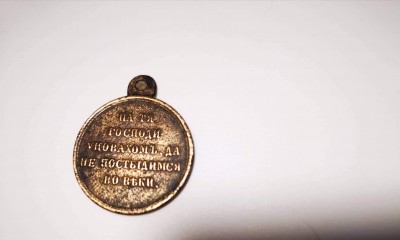 НА ТЯ
ГОСПОДИ
УПОВАХОМЪ, ДА
НЕ ПОСТЫДИМСЯ
ВО ВѢКИ.